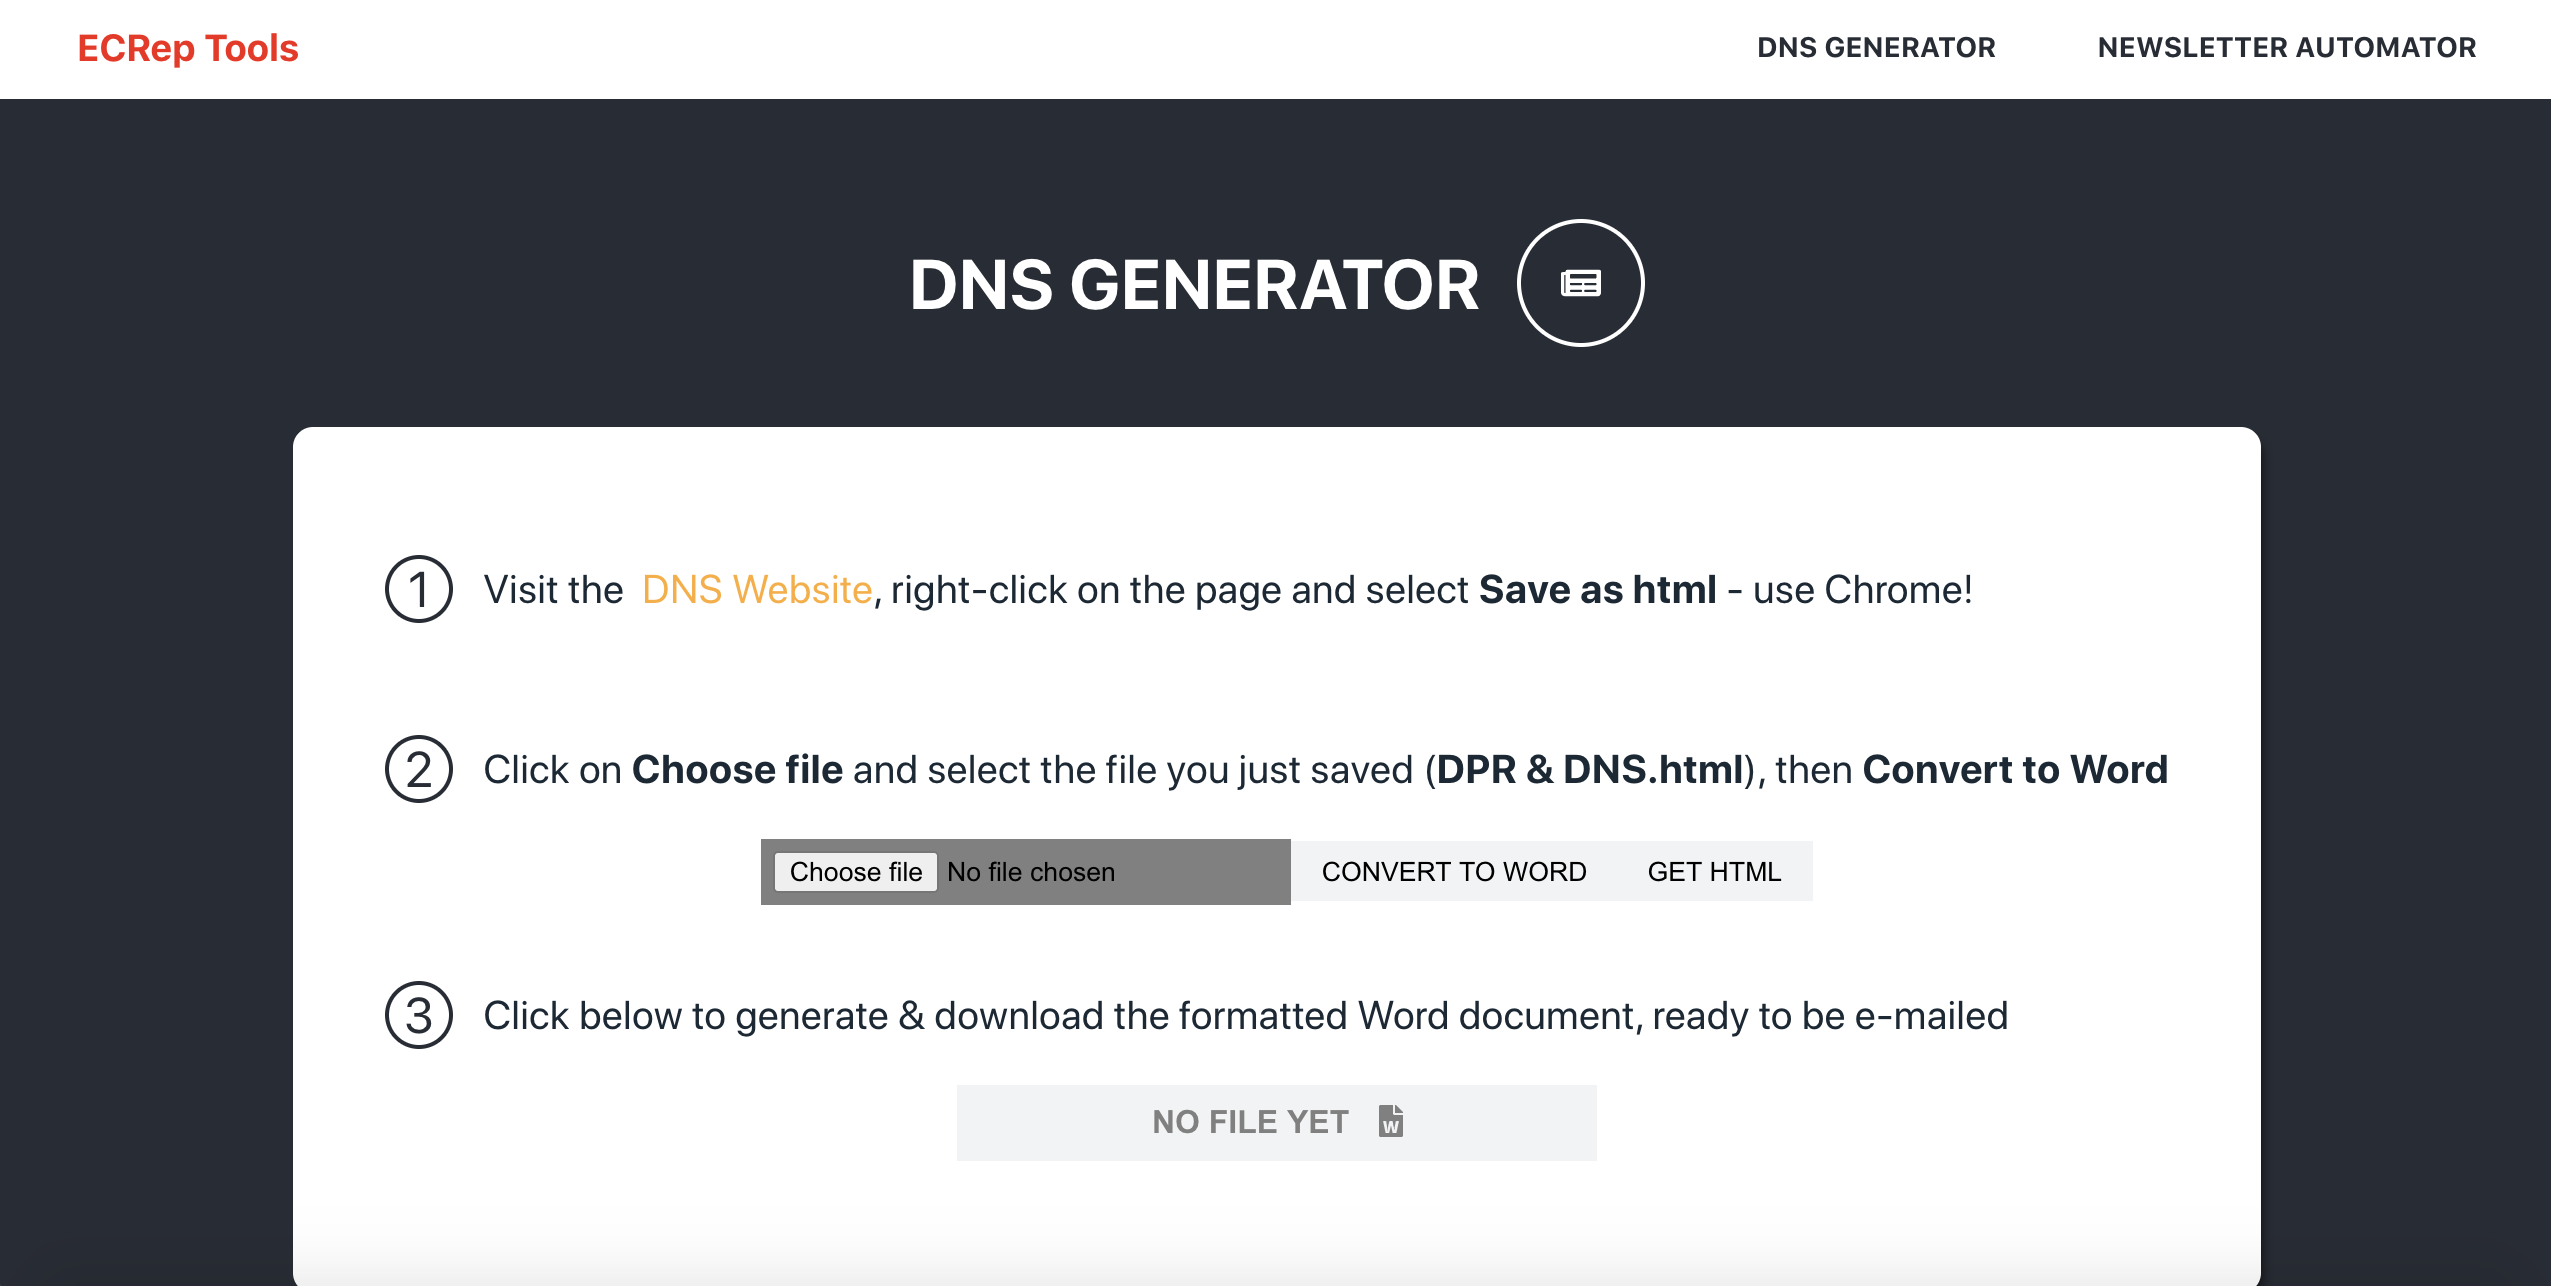 ECRep Tools
DNS GENERATOR
NEWSLETTER AUTOMATOR
DNS GENERATOR
1 Visit the DNS Website, right-click on the page and select Save as html - use Chrome!
2 Click on Choose file and select the file you just saved (DPR & DNS.html), then Convert to Word
Choose file No file chosen CONVERT TO WORD GET HTML
3 Click below to generate & download the formatted Word document, ready to be e-mailed
NO FILE YET W